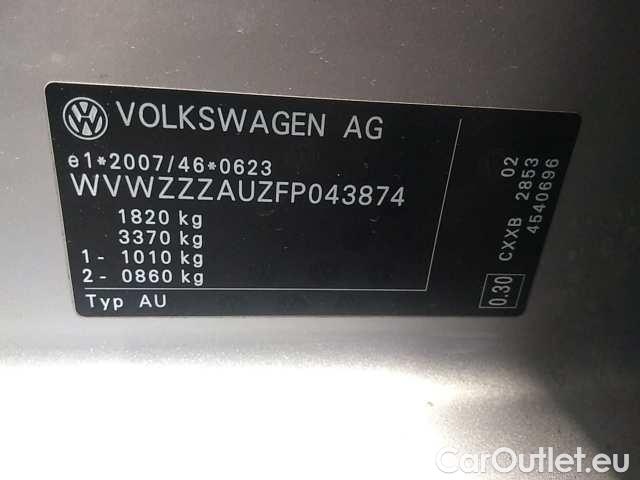 VOLKSWAGEN AG
e1*2007/46*0623
WVWZZZAUZFP043874
1820 kg
3370 kg
1 - 1010 kg
2 - 0860 kg
Typ AU
02
CXXB 2853
4540696
0.30
CarOutlet.eu